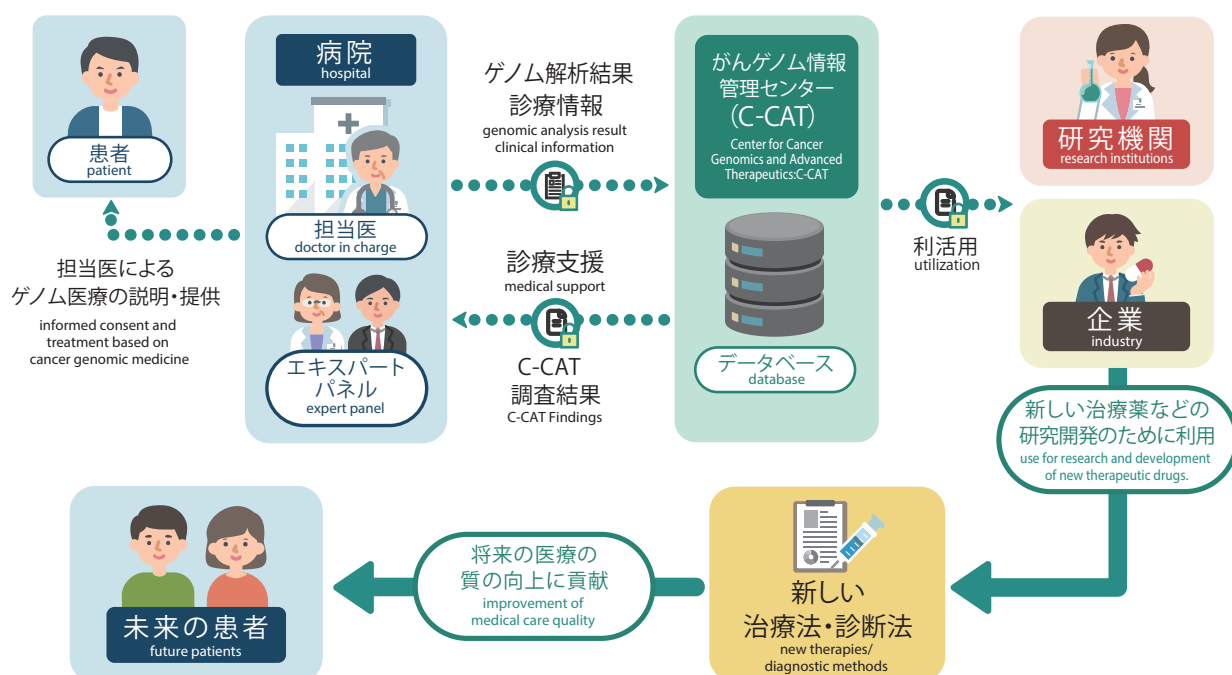 患者
patient
担当医による
ゲノム医療の説明・提供
informed consent and
treatment based on
cancer genomic medicine
病院
hospital
担当医
doctor in charge
エキスパート
パネル
expert panel
ゲノム解析結果
診療情報
genomic analysis result
clinical information
診療支援
medical support
C-CAT
調査結果
C-CAT Findings
がんゲノム情報
管理センター
(C-CAT)
Center for Cancer
Genomics and Advanced
Therapeutics:C-CAT
データベース
database
利活用
utilization
研究機関
research institutions
企業
industry
新しい治療薬などの
研究開発のために利用
use for research and development
of new therapeutic drugs.
新しい
治療法・診断法
new therapies/
diagnostic methods
将来の医療の
質の向上に貢献
improvement of
medical care quality
未来の患者
future patients